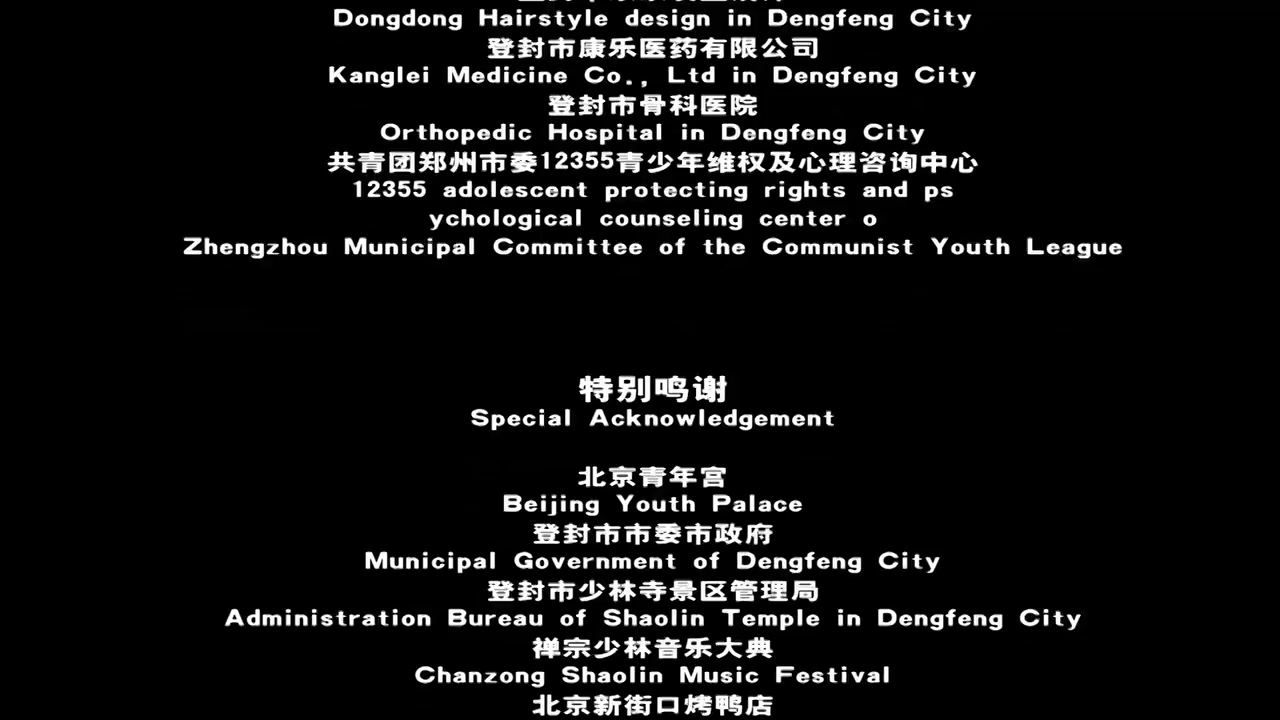 Dongdong Hairstyle design in Dengfeng City
登封市康乐医药有限公司
Kanglei Medicine Co., Ltd in Dengfeng City
登封市骨科医院
Orthopedic Hospital in Dengfeng City
共青团郑州市委12355青少年维权及心理咨询中心
12355 adolescent protecting rights and ps
ychological counseling center o
Zhengzhou Municipal Committee of the Communist Youth League
特别鸣谢
Special Acknowledgement
北京青年宫
Beijing Youth Palace
登封市市委市政府
Municipal Government of Dengfeng City
登封市少林寺景区管理局
Administration Bureau of Shaolin Temple in Dengfeng City
禅宗少林音乐大典
Chanzong Shaolin Music Festival
北京新街口烤鸭店